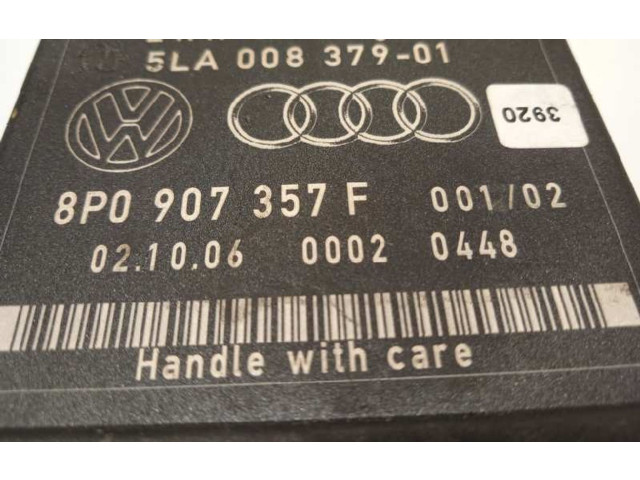 5LA 008 379-01
3920
8P0 907 357 F 001/02
02.10.06 0002 0448
Handle with care